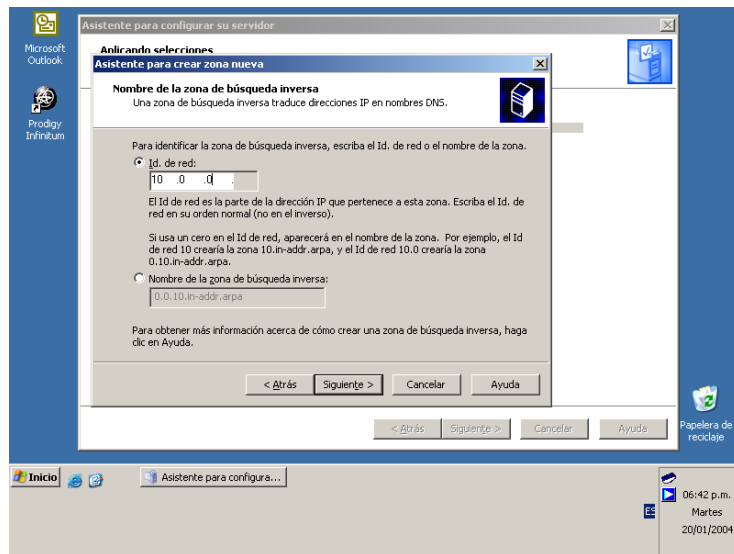 Microsoft
Outlook
Prodigy
Infinitum
Asistente para configurar su servidor
Aplicando selecciones
Asistente para crear zona nueva
Nombre de la zona de búsqueda inversa
Una zona de búsqueda inversa traduce direcciones IP en nombres DNS.
Para identificar la zona de búsqueda inversa, escriba el Id. de red o el nombre de la zona.
Id. de red:
10 .0 .0 .
El Id de red es la parte de la dirección IP que pertenece a esta zona. Escriba el Id. de
red en su orden normal (no en el inverso).
Si usa un cero en el Id de red, aparecerá en el nombre de la zona. Por ejemplo, el Id
de red 10 crearía la zona 10.in-addr.arpa, y el Id de red 10.0 crearía la zona
0.10.in-addr.arpa.
Nombre de la zona de búsqueda inversa:
0.0.10.in-addr.arpa
Para obtener más información acerca de cómo crear una zona de búsqueda inversa, haga
clic en Ayuda.
< Atrás Siguiente > Cancelar Ayuda
< Atrás Siguiente > Cancelar Ayuda
Papelera de
reciclaje
Inicio
Asistente para configura...
ES
06:42 p.m.
Martes
20/01/2004